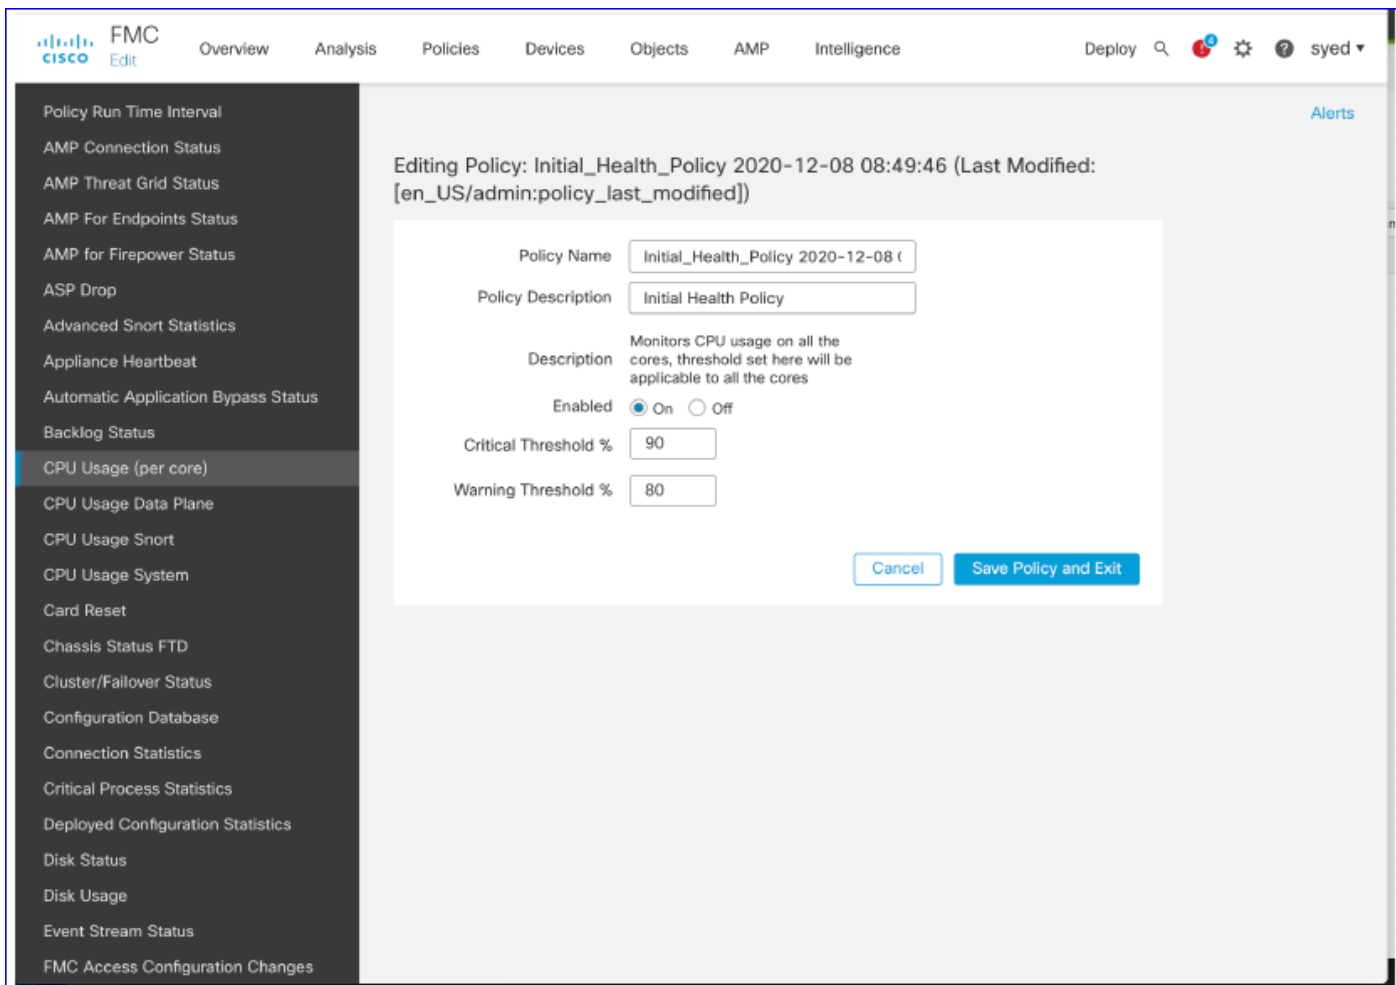 CISCO
FMC
Edit
Overview
Analysis
Policies
Devices
Objects
AMP
Intelligence
Deploy
4
syed
Alerts
Policy Run Time Interval
AMP Connection Status
AMP Threat Grid Status
AMP For Endpoints Status
AMP for Firepower Status
ASP Drop
Advanced Snort Statistics
Appliance Heartbeat
Automatic Application Bypass Status
Backlog Status
CPU Usage (per core)
CPU Usage Data Plane
CPU Usage Snort
CPU Usage System
Card Reset
Chassis Status FTD
Cluster/Failover Status
Configuration Database
Connection Statistics
Critical Process Statistics
Deployed Configuration Statistics
Disk Status
Disk Usage
Event Stream Status
FMC Access Configuration Changes
Editing Policy: Initial_Health_Policy 2020-12-08 08:49:46 (Last Modified:
[en_US/admin:policy_last_modified])
Policy Name
Initial_Health_Policy 2020-12-08
Policy Description
Initial Health Policy
Description
Monitors CPU usage on all the
cores, threshold set here will be
applicable to all the cores
Enabled
On
Off
Critical Threshold %
90
Warning Threshold %
80
Cancel
Save Policy and Exit